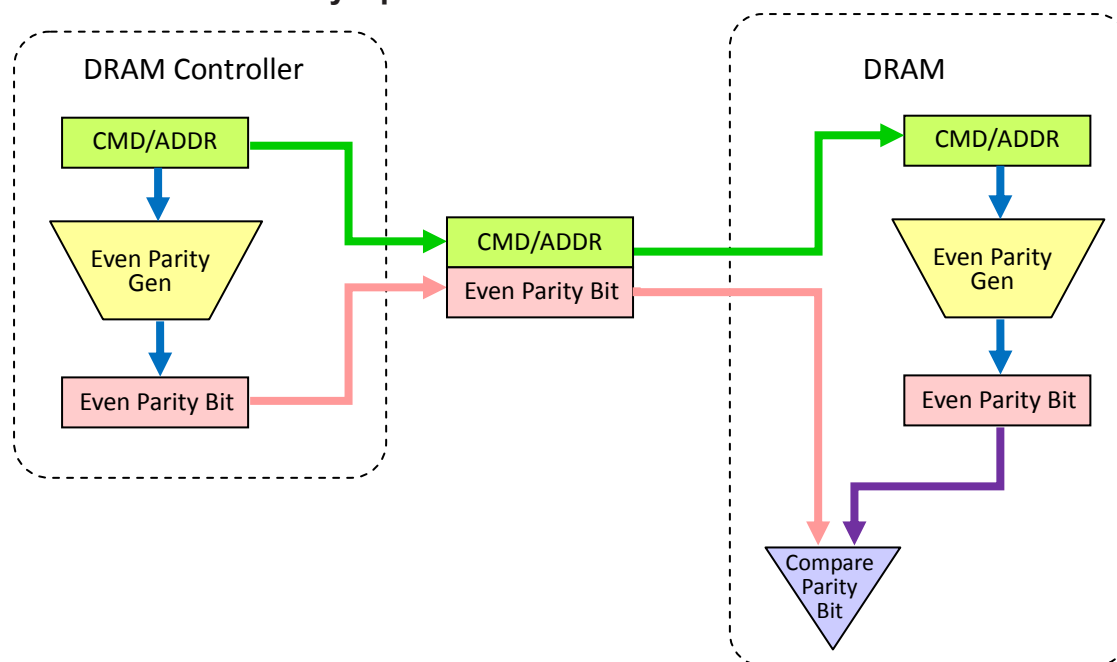 DRAM Controller
CMD/ADDR
Even Parity
Gen
Even Parity Bit
CMD/ADDR
Even Parity Bit
DRAM
CMD/ADDR
Even Parity
Gen
Even Parity Bit
Compare
Parity
Bit